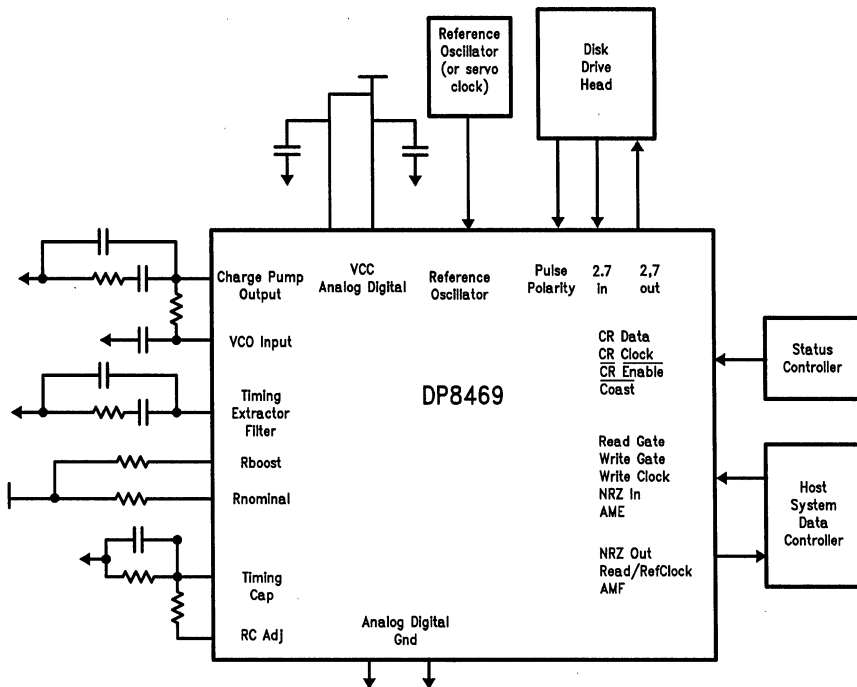 Reference
Oscillator
(or servo
clock)
Disk
Drive
Head
Charge Pump
Output
VCC
Analog Digital
Reference
Oscillator
Pulse
Polarity
2.7
in
2,7
out
VCO Input
CR Data
CR Clock
CR Enable
Coast
Status
Controller
Timing
Extractor
Filter
DP8469
Rboost
Rnominal
Read Gate
Write Gate
Write Clock
NRZ In
AME
Host
System
Data
Controller
NRZ Out
Read/RefClock
AMF
Timing
Cap
RC Adj
Analog Digital
Gnd